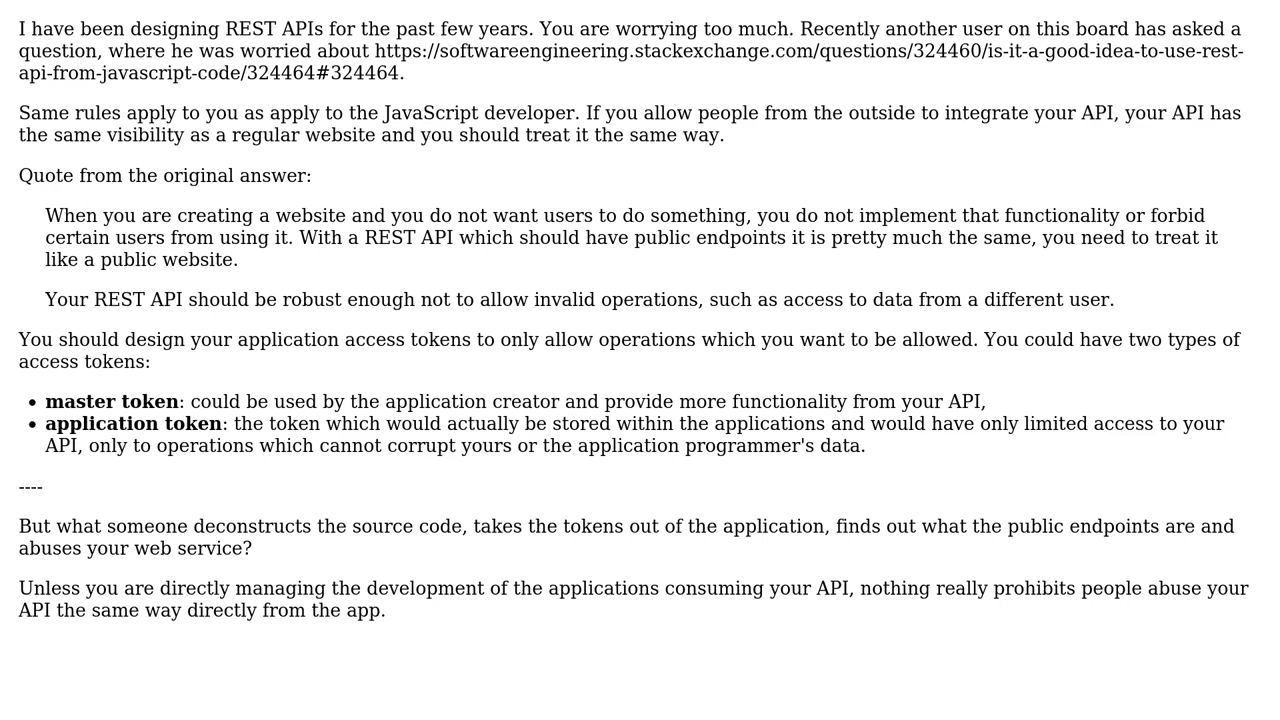 I have been designing REST APIs for the past few years. You are worrying too much. Recently another user on this board has asked a
question, where he was worried about https://softwareengineering.stackexchange.com/questions/324460/is-it-a-good-idea-to-use-rest-
api-from-javascript-code/324464#324464.
Same rules apply to you as apply to the JavaScript developer. If you allow people from the outside to integrate your API, your API has
the same visibility as a regular website and you should treat it the same way.
Quote from the original answer:
When you are creating a website and you do not want users to do something, you do not implement that functionality or forbid
certain users from using it. With a REST API which should have public endpoints it is pretty much the same, you need to treat it
like a public website.
Your REST API should be robust enough not to allow invalid operations, such as access to data from a different user.
You should design your application access tokens to only allow operations which you want to be allowed. You could have two types of
access tokens:
• master token: could be used by the application creator and provide more functionality from your API,
• application token: the token which would actually be stored within the applications and would have only limited access to your
API, only to operations which cannot corrupt yours or the application programmer's data.
----
But what someone deconstructs the source code, takes the tokens out of the application, finds out what the public endpoints are and
abuses your web service?
Unless you are directly managing the development of the applications consuming your API, nothing really prohibits people abuse your
API the same way directly from the app.